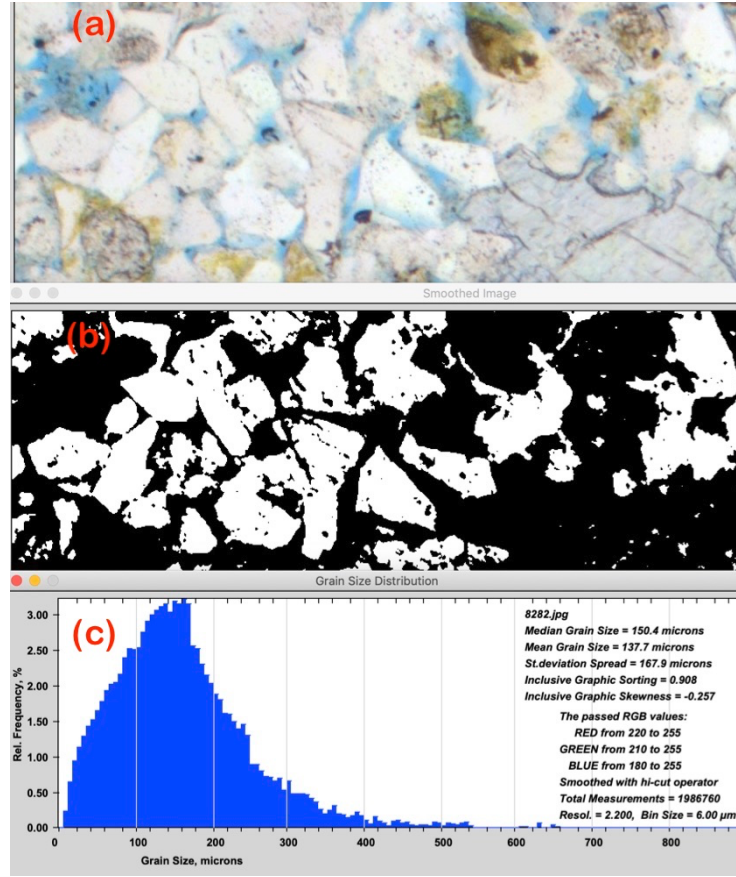 (a)
Smoothed Image
(b)
Grain Size Distribution
(c)
8282.jpg
Median Grain Size = 150.4 microns
Mean Grain Size = 137.7 microns
St.deviation Spread = 167.9 microns
Inclusive Graphic Sorting = 0.908
Inclusive Graphic Skewness = -0.257
The passed RGB values:
RED from 220 to 255
GREEN from 210 to 255
BLUE from 180 to 255
Smoothed with hi-cut operator
Total Measurements = 1986760
Resol. = 2.200, Bin Size = 6.00 µm
Rel. Frequency, %
3.00
2.50
2.00
1.50
1.00
0.50
0.00
0 100 200 300 400 500 600 700 800
Grain Size, microns